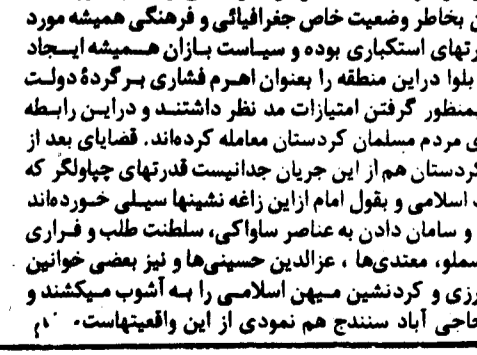 بخاطر وضعیت خاص جغرافیائی و فرهنگی همیشه مورد
رتهای استکباری بوده و سیاست بازان همیشه ایجاد
بلوا دراین منطقه را بعنوان اهرم فشاری برگردهٔ دولت
بمنظور گرفتن امتیازات مد نظر داشتند و دراین رابطه
ی مردم مسلمان کردستان معامله کرده‌اند. قضایای بعد از
کردستان هم از این جریان جدانیست قدرتهای چپاولگر که
اسلامی و بقول امام ازاین زاغه نشینها سیلی خورده‌اند
و سامان دادن به عناصر ساواکی، سلطنت طلب و فراری
سملو، معتدی‌ها ، عزالدین حسینی‌ها و نیز بعضی خوانین
رزی و کردنشین میهن اسلامی را به آشوب میکشند و
حاجی آباد سنندج هم نمودی از این واقعیتهاست.